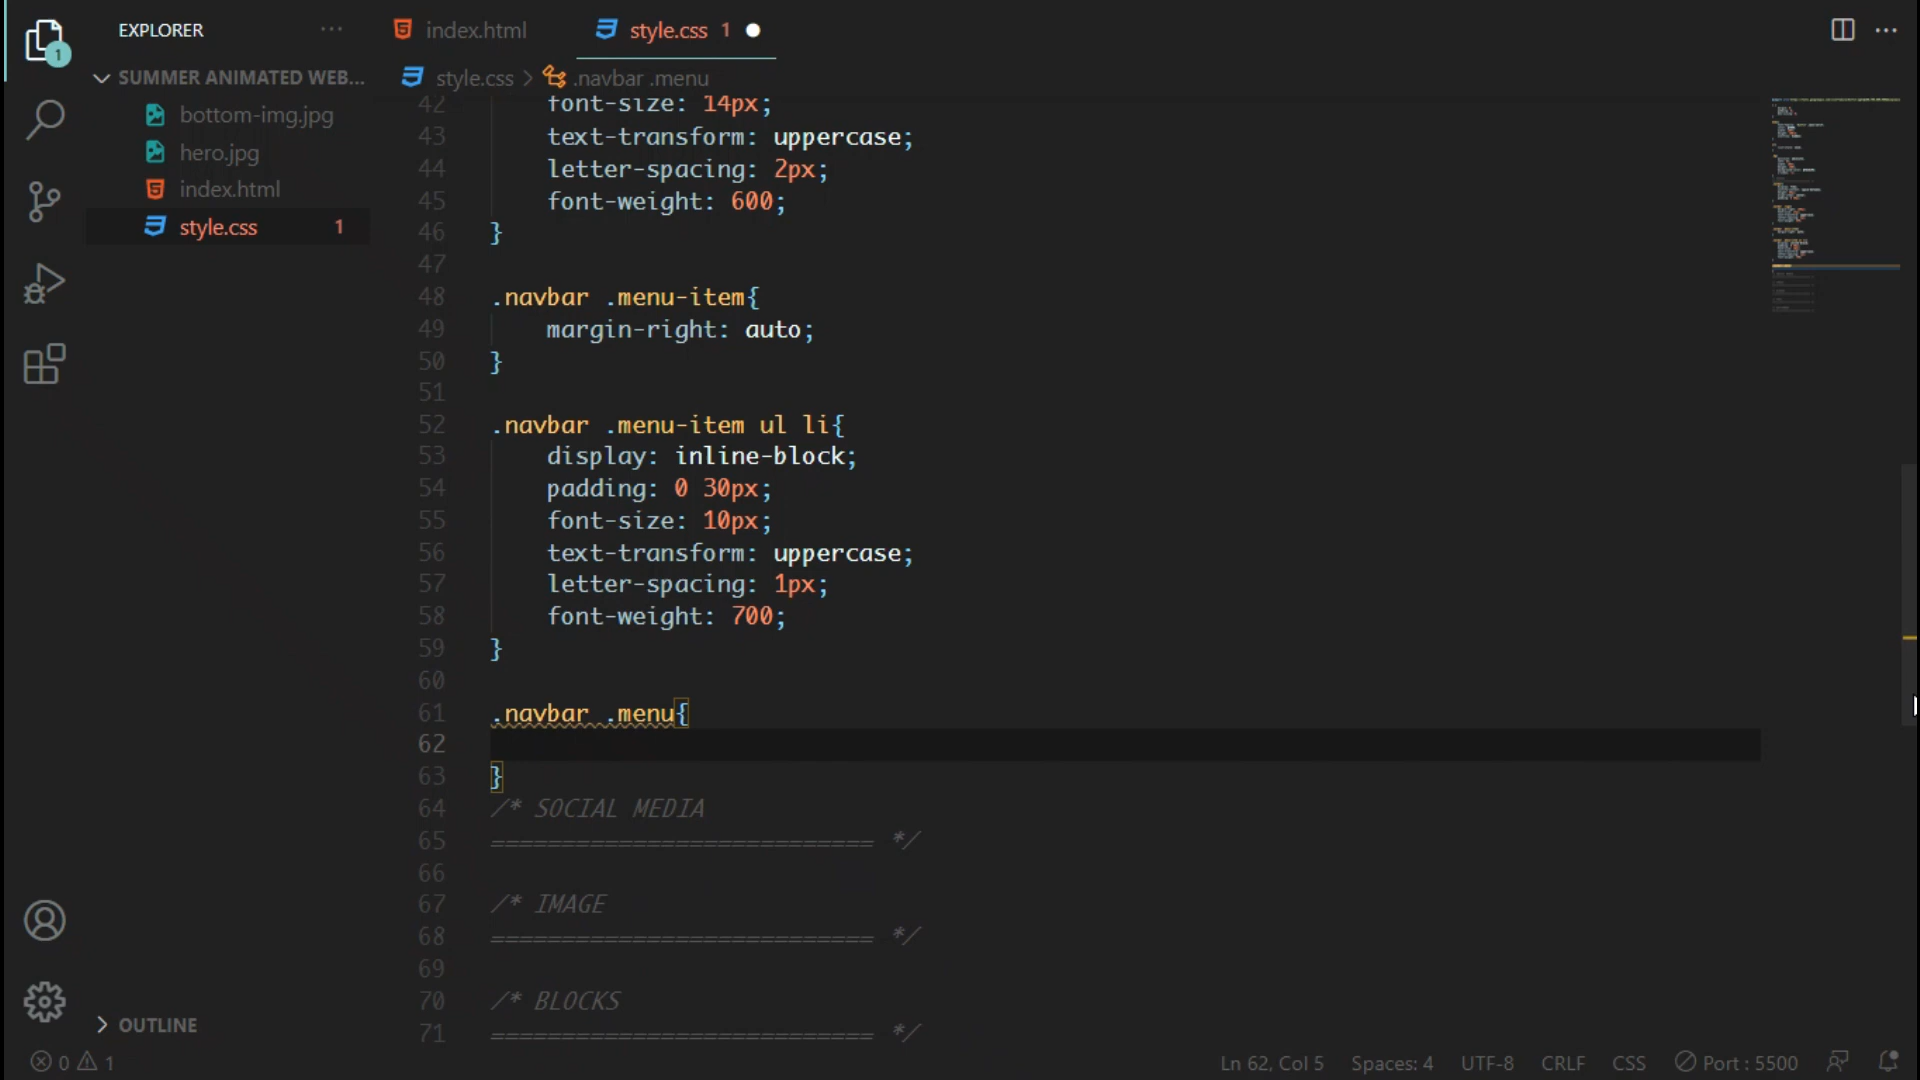 EXPLORER ···
index.html
style.css 1
···
1
SUMMER ANIMATED WEB...
style.css > .navbar .menu
bottom-img.jpg
hero.jpg
index.html
style.css 1
42 font-size: 14px;
43 text-transform: uppercase;
44 letter-spacing: 2px;
45 font-weight: 600;
46 }
47
48 .navbar .menu-item{
49 margin-right: auto;
50 }
51
52 .navbar .menu-item ul li{
53 display: inline-block;
54 padding: 0 30px;
55 font-size: 10px;
56 text-transform: uppercase;
57 letter-spacing: 1px;
58 font-weight: 700;
59 }
60
61 .navbar .menu{
62
63 }
64 /* SOCIAL MEDIA
65 =========================== */
66
67 /* IMAGE
68 =========================== */
69
70 /* BLOCKS
71 =========================== */
OUTLINE
0 1
Ln 62, Col 5 Spaces: 4 UTF-8 CRLF CSS Port : 5500